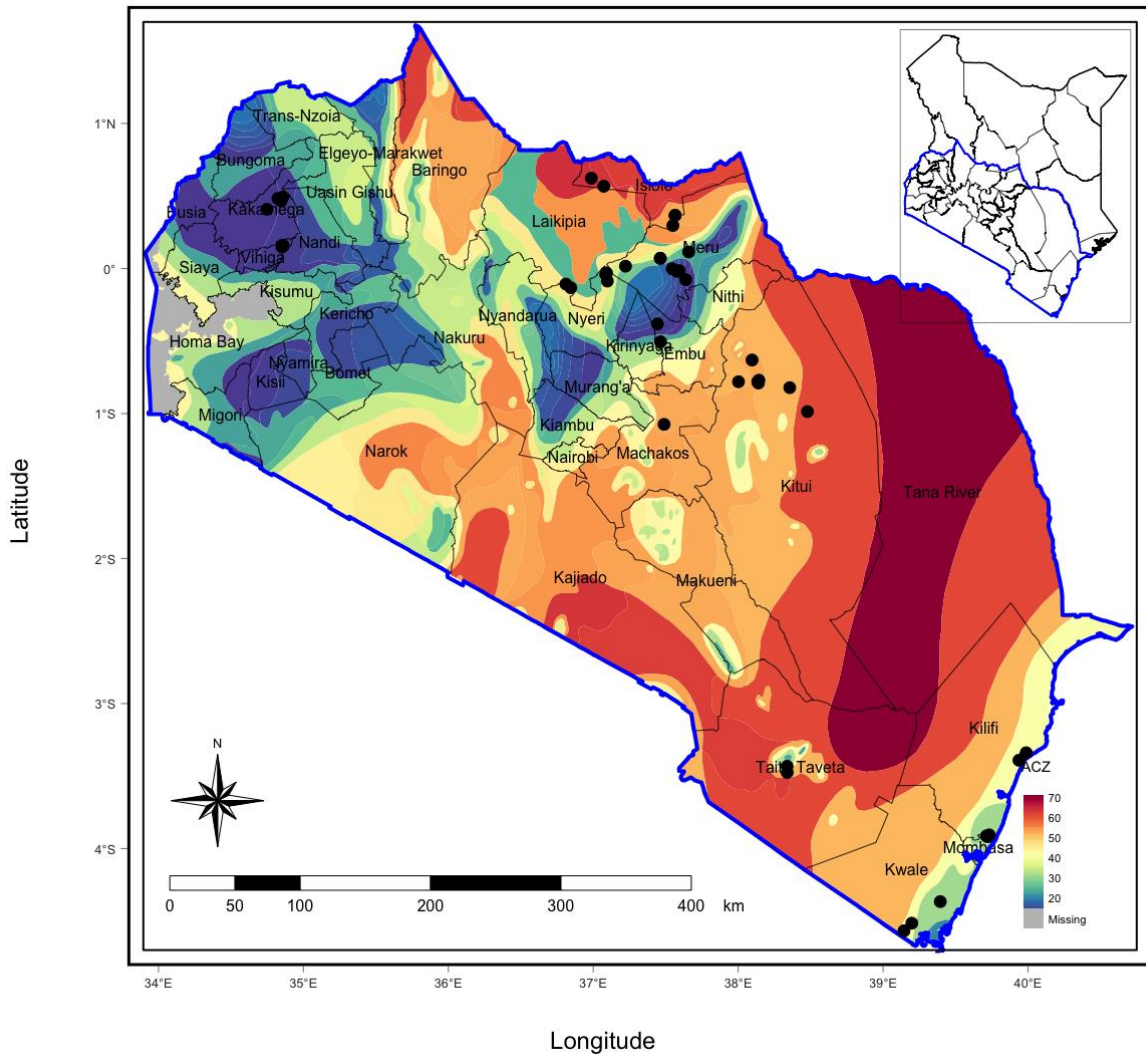 1°N
0°
1°S
2°S
3°S
4°S
Latitude
34°E
35°E
36°E
37°E
38°E
39°E
40°E
Longitude
Trans-Nzoia
Bungoma
Elgeyo-Marakwet
Baringo
Uasin Gishu
Busia
Kakamega
Isiolo
Laikipia
Nandi
Vihiga
Meru
Siaya
Kisumu
Nithi
Kericho
Nyandarua
Nyeri
Homa Bay
Nakuru
Kirinyaga
Embu
Nyamira
Bomet
Kisii
Murang'a
Migori
Kiambu
Narok
Nairobi
Machakos
Kitui
Tana River
Kajiado
Makueni
Kilifi
Taita Taveta
ACZ
Mombasa
Kwale
N
0
50
100
200
300
400
km
70
60
50
40
30
20
Missing